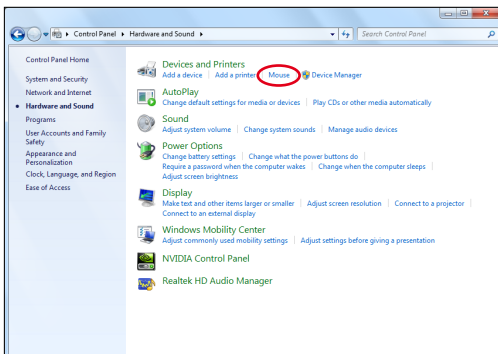 Control Panel Hardware and Sound Search Control Panel
Control Panel Home
System and Security
Network and Internet
Hardware and Sound
Programs
User Accounts and Family
Safety
Appearance and
Personalization
Clock, Language, and Region
Ease of Access
Devices and Printers
Add a device Add a printer Mouse Device Manager
AutoPlay
Change default settings for media or devices Play CDs or other media automatically
Sound
Adjust system volume Change system sounds Manage audio devices
Power Options
Change battery settings Change what the power buttons do
Require a password when the computer wakes Change when the computer sleeps
Adjust screen brightness
Display
Make text and other items larger or smaller Adjust screen resolution Connect to a projector
Connect to an external display
Windows Mobility Center
Adjust commonly used mobility settings Adjust settings before giving a presentation
NVIDIA Control Panel
Realtek HD Audio Manager